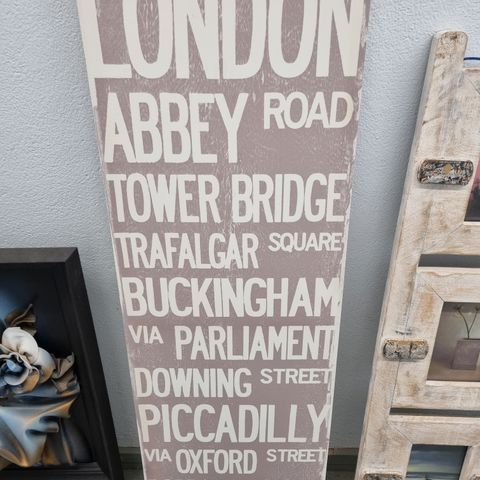 LONDON
ABBEY ROAD
TOWER BRIDGE
TRAFALGAR SQUARE
BUCKINGHAM
VIA PARLIAMENT
DOWNING STREET
PICCADILLY
VIA OXFORD STREET